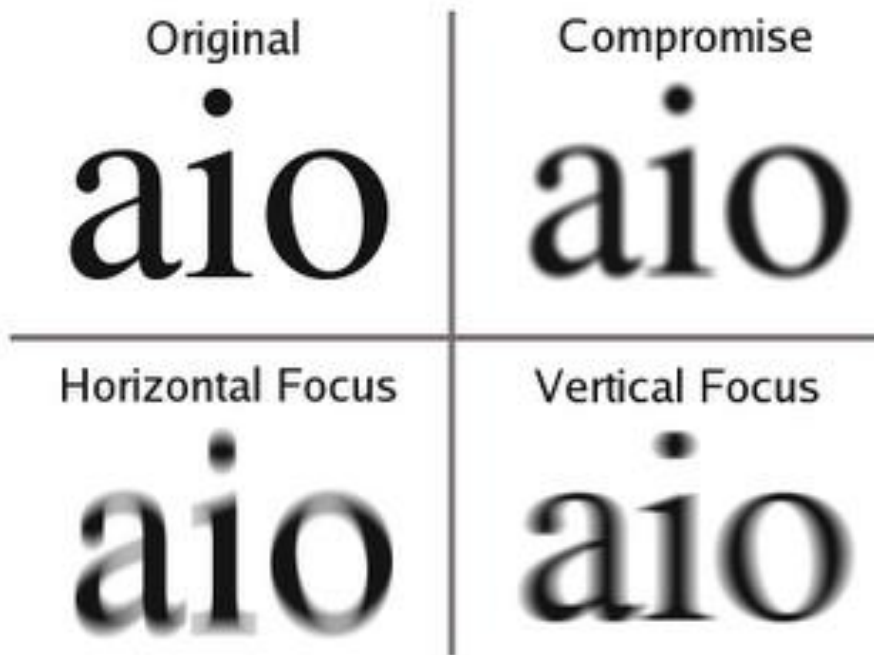 Original
aio
Compromise
aio
Horizontal Focus
aio
Vertical Focus
aio